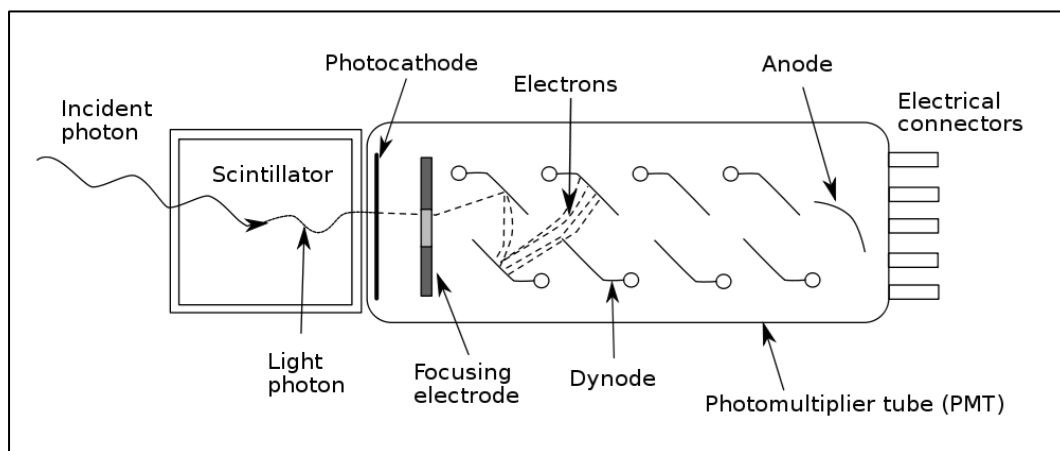 Photocathode
Anode
Electrons
Incident
photon
Electrical
connectors
Scintillator
Light
photon
Focusing
electrode
Dynode
Photomultiplier tube (PMT)